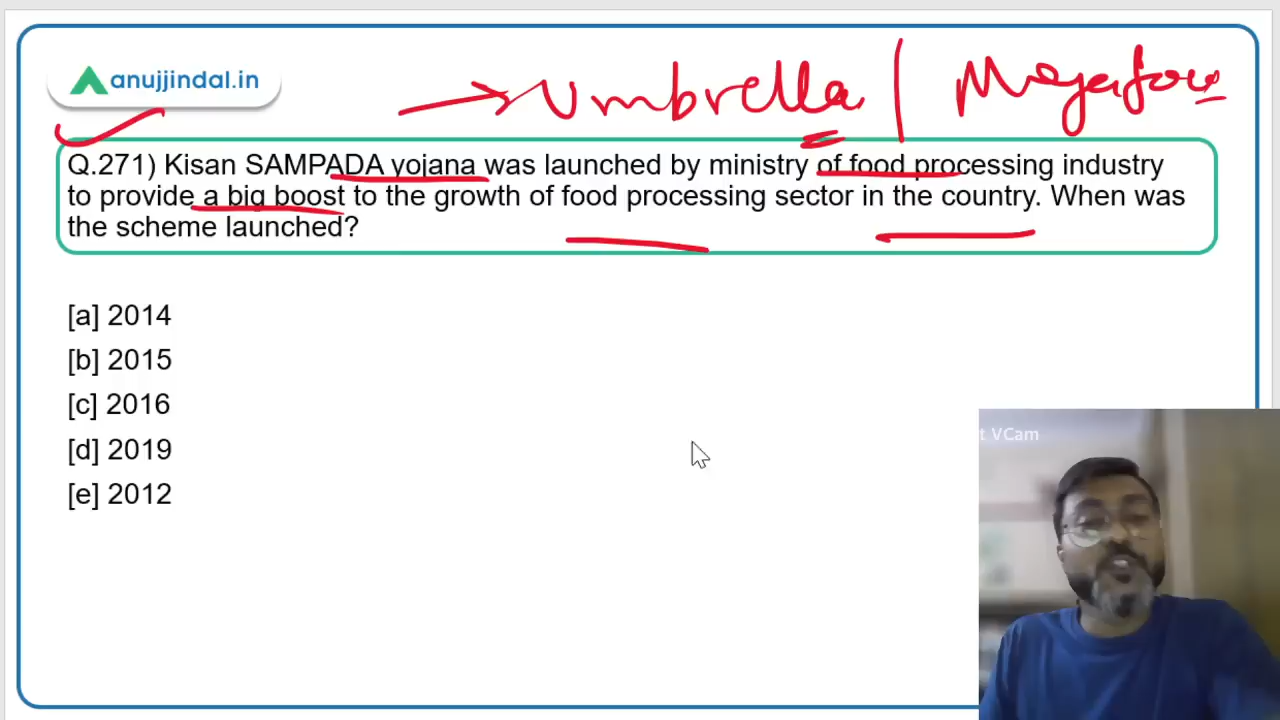 anujjindal.in
Umbrella
Q.271) Kisan SAMPADA yojana was launched by ministry of food processing industry
to provide a big boost to the growth of food processing sector in the country. When was
the scheme launched?
[a] 2014
[b] 2015
[c] 2016
[d] 2019
[e] 2012
t VCam